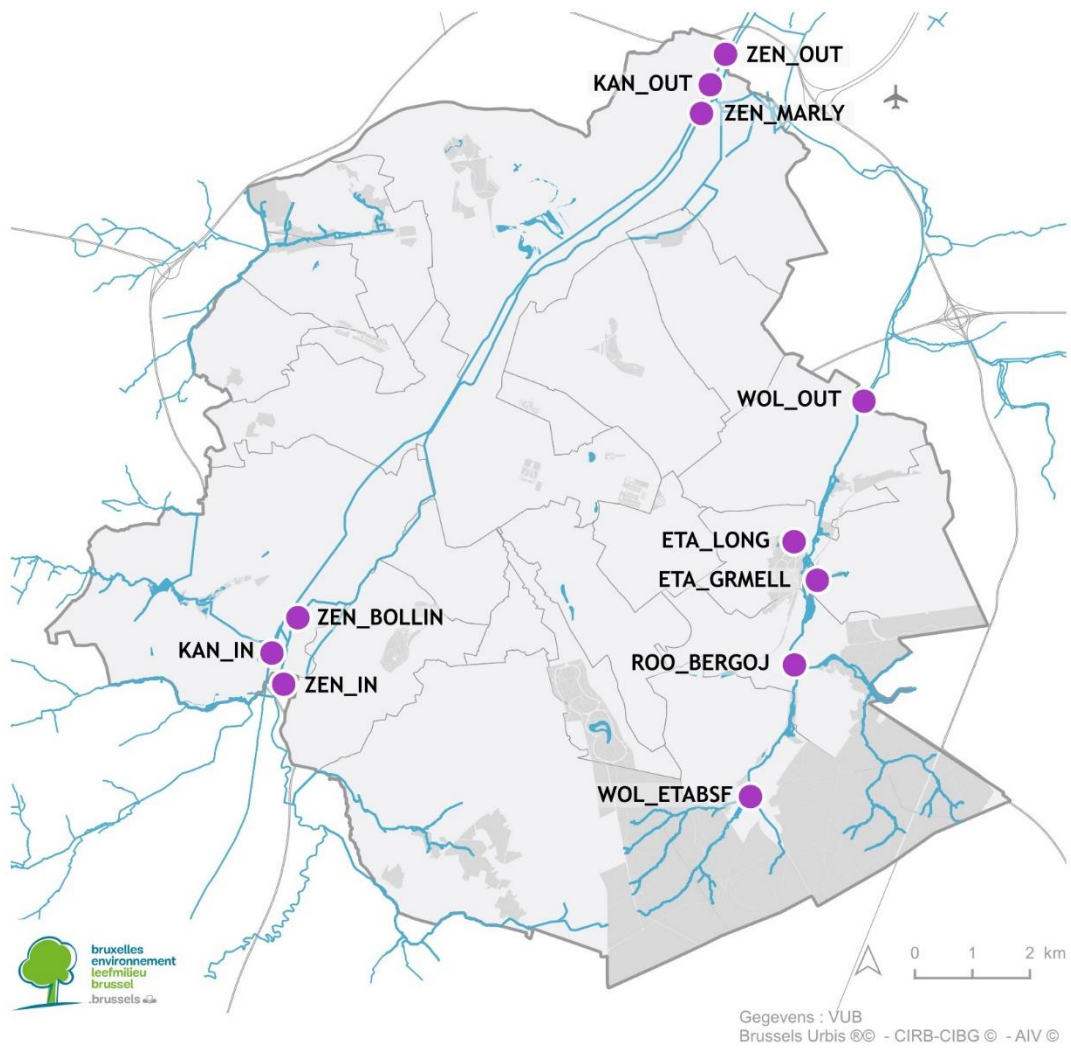 ZEN_OUT
KAN_OUT
ZEN_MARLY
WOL_OUT
ETA_LONG
ETA_GRMELL
ZEN_BOLLIN
KAN_IN
ROO_BERGOJ
ZEN_IN
WOL_ETABSF
bruxelles
environnement
leefmilieu
brussel
.brussels
0 1 2 km
Gegevens : VUB
Brussels Urbis ®© - CIRB-CIBG © - AIV ©